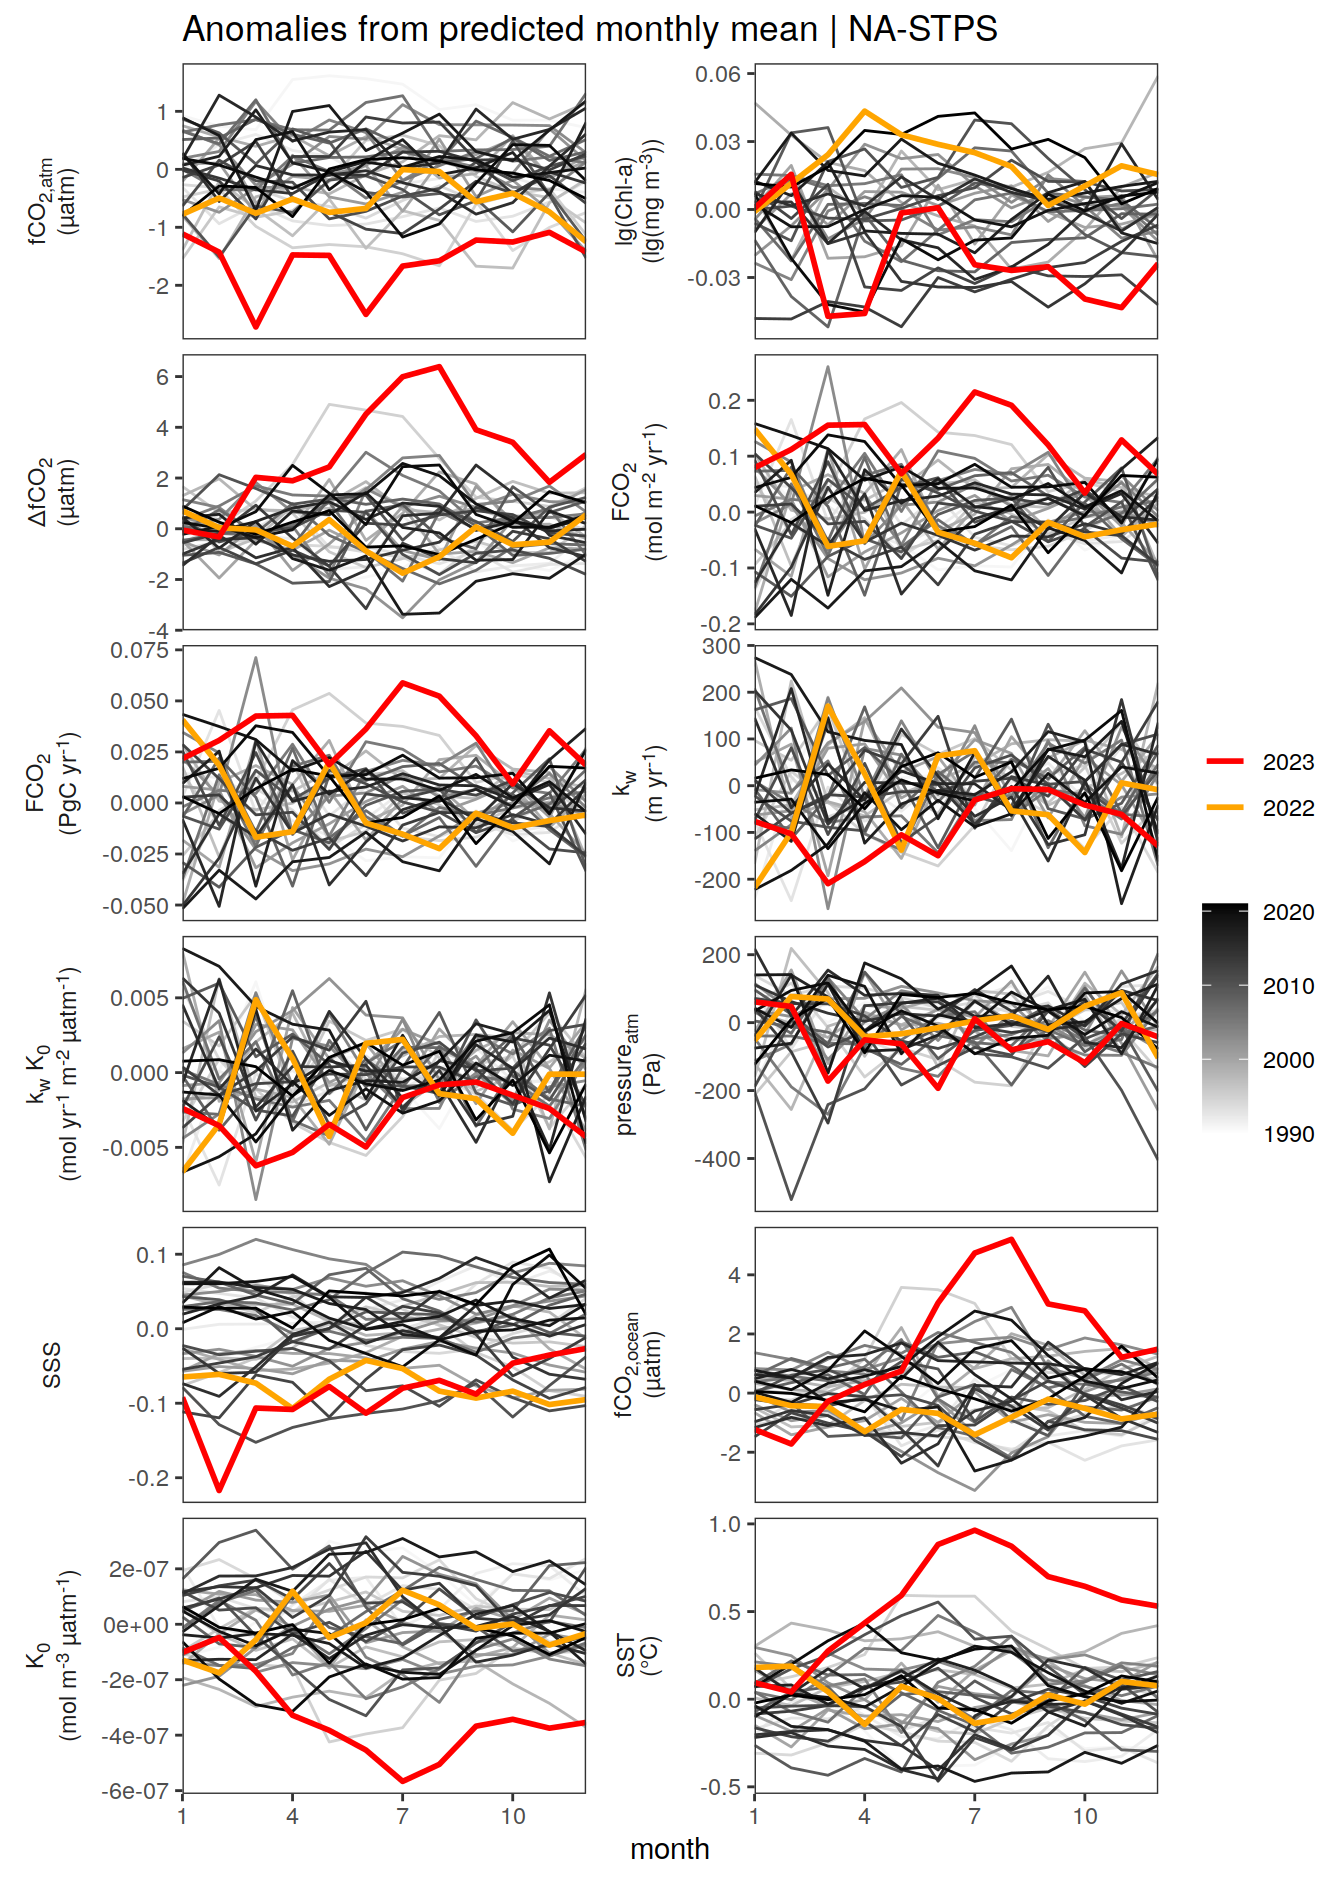 Anomalies from predicted monthly mean | NA-STPS
fCO2,atm
(µatm)
1
0
-1
-2
lg(Chl-a)
(lg(mg m-3))
0.06
0.03
0.00
-0.03
ΔfCO2
(µatm)
6
4
2
0
-2
-4
FCO2
(mol m-2 yr-1)
0.2
0.1
0.0
-0.1
-0.2
FCO2
(PgC yr-1)
0.075
0.050
0.025
0.000
-0.025
-0.050
kw
(m yr-1)
300
200
100
0
-100
-200
kw K0
(mol yr-1 m-2 µatm-1)
0.005
0.000
-0.005
pressureatm
(Pa)
200
0
-200
-400
SSS
0.1
0.0
-0.1
-0.2
fCO2,ocean
(µatm)
4
2
0
-2
K0
(mol m-3 µatm-1)
2e-07
0e+00
-2e-07
-4e-07
-6e-07
SST
(°C)
1.0
0.5
0.0
-0.5
1 4 7 10
1 4 7 10
month
2023
2022
2020
2010
2000
1990